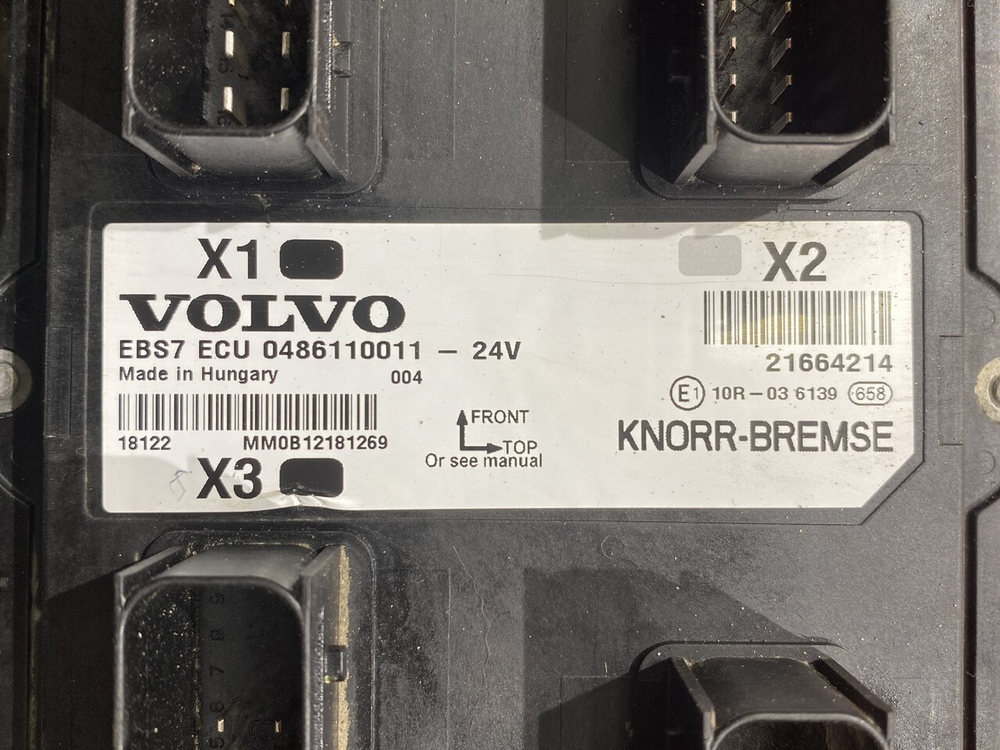 X1
X2
VOLVO
EBS7 ECU 0486110011 – 24V
Made in Hungary 004
21664214
E1 10R – 03 6139 658
18122 MM0B12181269
FRONT
TOP
Or see manual
KNORR-BREMSE
X3